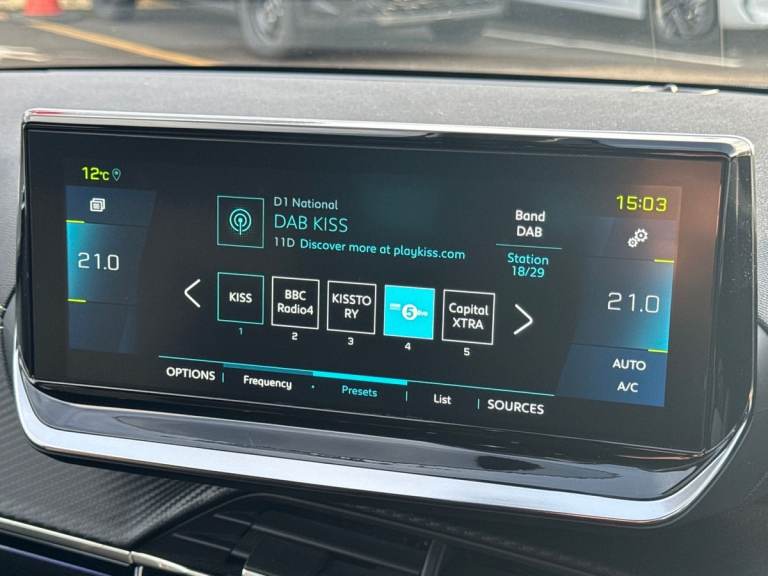 12°C
15:03
D1 National
DAB KISS
11D Discover more at playkiss.com
Band
DAB
Station
18/29
21.0
21.0
KISS
BBC
Radio4
KISSTO
RY
5 live
Capital
XTRA
1
2
3
4
5
AUTO
A/C
OPTIONS
Frequency
Presets
List
SOURCES